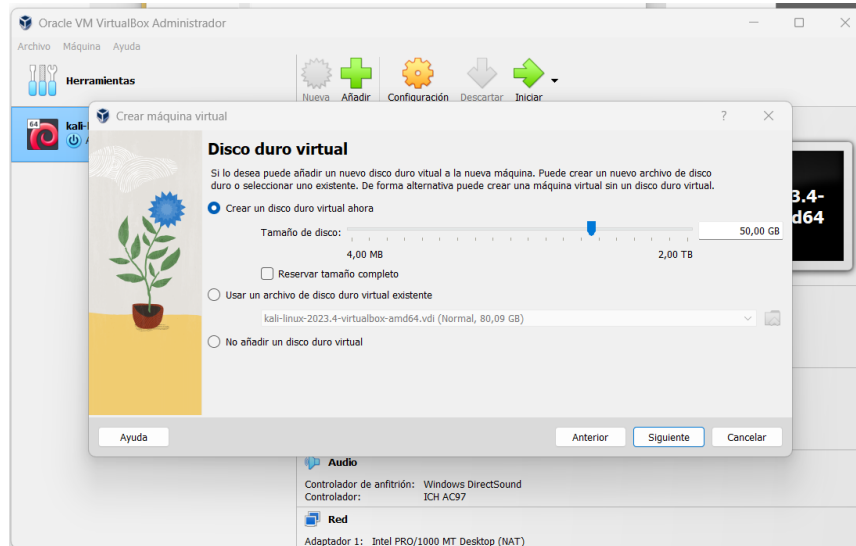 Oracle VM VirtualBox Administrador
Archivo Máquina Ayuda
Herramientas
Nueva Añadir Configuración Descartar Iniciar
64
Crear máquina virtual
?
Disco duro virtual
Si lo desea puede añadir un nuevo disco duro vitual a la nueva máquina. Puede crear un nuevo archivo de disco
duro o seleccionar uno existente. De forma alternativa puede crear una máquina virtual sin un disco duro virtual.
Crear un disco duro virtual ahora
Tamaño de disco:
50,00 GB
4,00 MB 2,00 TB
Reservar tamaño completo
Usar un archivo de disco duro virtual existente
kali-linux-2023.4-virtualbox-amd64.vdi (Normal, 80,09 GB)
No añadir un disco duro virtual
Ayuda Anterior Siguiente Cancelar
3.4-
d64
Audio
Controlador de anfitrión: Windows DirectSound
Controlador: ICH AC97
Red
Adaptador 1: Intel PRO/1000 MT Desktop (NAT)